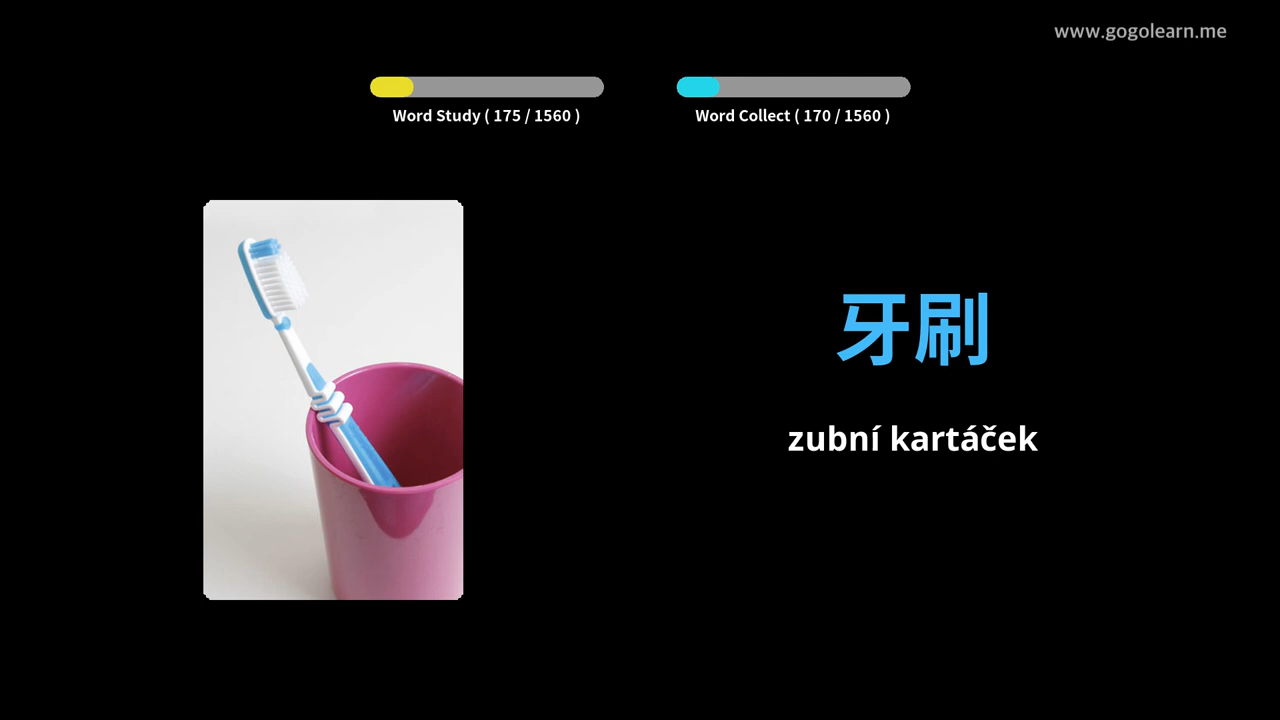 www.gogolearn.me
Word Study ( 175 / 1560 )
Word Collect ( 170 / 1560 )
牙刷
zubní kartáček